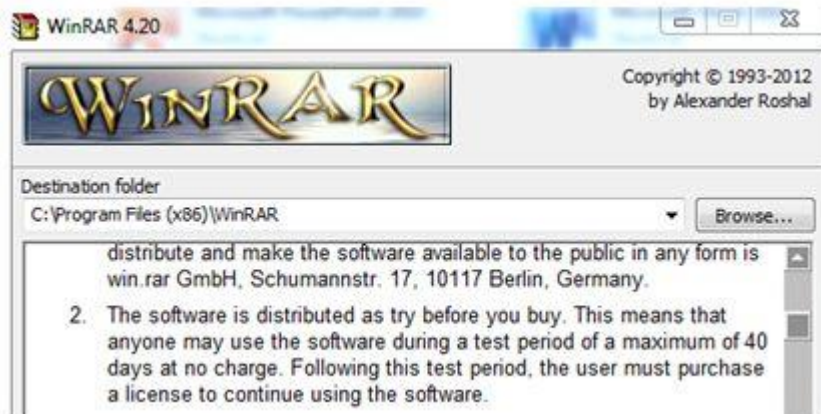 WinRAR 4.20
WINRAR
Copyright © 1993-2012
by Alexander Roshal
Destination folder
C:\Program Files (x86)\WinRAR
Browse...
distribute and make the software available to the public in any form is
win.rar GmbH, Schumannstr. 17, 10117 Berlin, Germany.
2. The software is distributed as try before you buy. This means that
anyone may use the software during a test period of a maximum of 40
days at no charge. Following this test period, the user must purchase
a license to continue using the software.